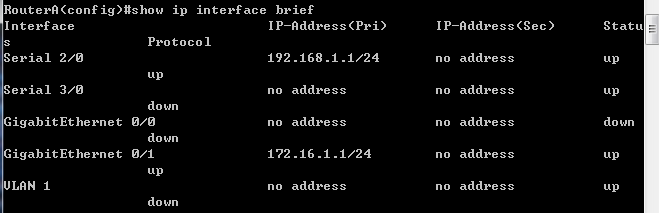 RouterA(config)#show ip interface brief
Interface IP-Address(Pri) IP-Address(Sec) Statu
s Protocol
Serial 2/0 192.168.1.1/24 no address up
up
Serial 3/0 no address no address up
down
GigabitEthernet 0/0 no address no address down
down
GigabitEthernet 0/1 172.16.1.1/24 no address up
up
VLAN 1 no address no address up
down